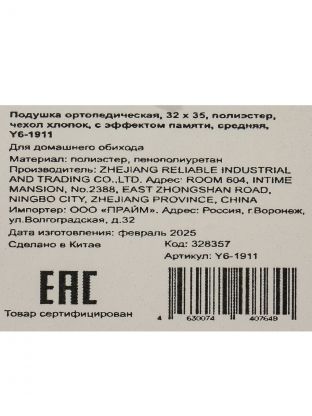 Подушка ортопедическая, 32 х 35, полиэстер,
чехол хлопок, с эффектом памяти, средняя,
Y6-1911
Для домашнего обихода
Материал: полиэстер, пенополиуретан
Производитель: ZHEJIANG RELIABLE INDUSTRIAL
AND TRADING CO.,LTD. Адрес: ROOM 604, INTIME
MANSION, No.2388, EAST ZHONGSHAN ROAD,
NINGBO CITY, ZHEJIANG PROVINCE, CHINA
Импортер: ООО «ПРАЙМ». Адрес: Россия, г.Воронеж,
ул.Волгоградская, д.32
Дата изготовления: февраль 2025
Сделано в Китае Код: 328357
Артикул: Y6-1911
ЕАС
Товар сертифицирован
4 630074 407649